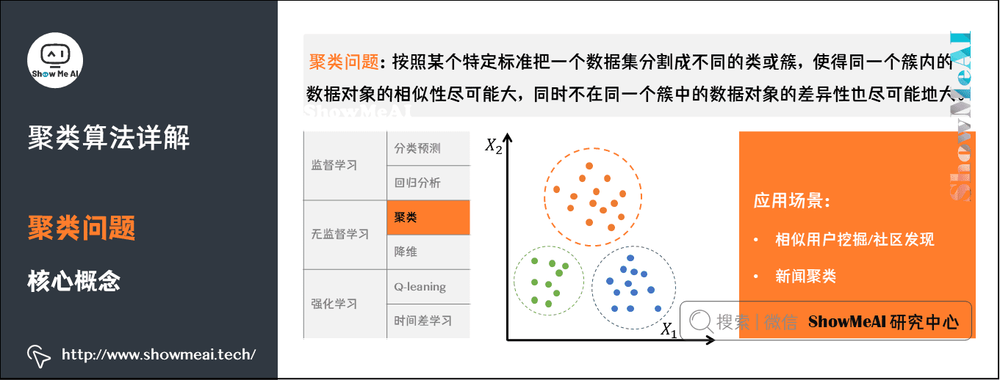 Show Me AI
聚类算法详解
聚类问题
核心概念
http://www.showmeai.tech/
聚类问题：按照某个特定标准把一个数据集分割成不同的类或簇，使得同一个簇内的
数据对象的相似性尽可能大，同时不在同一个簇中的数据对象的差异性也尽可能地大。
ShowMeAI
ShowMeAI
监督学习
分类预测
回归分析
无监督学习
聚类
降维
强化学习
Q-leaning
时间差学习
X2
X1
应用场景：
• 相似用户挖掘/社区发现
• 新闻聚类
搜索 | 微信 ShowMeAI 研究中心